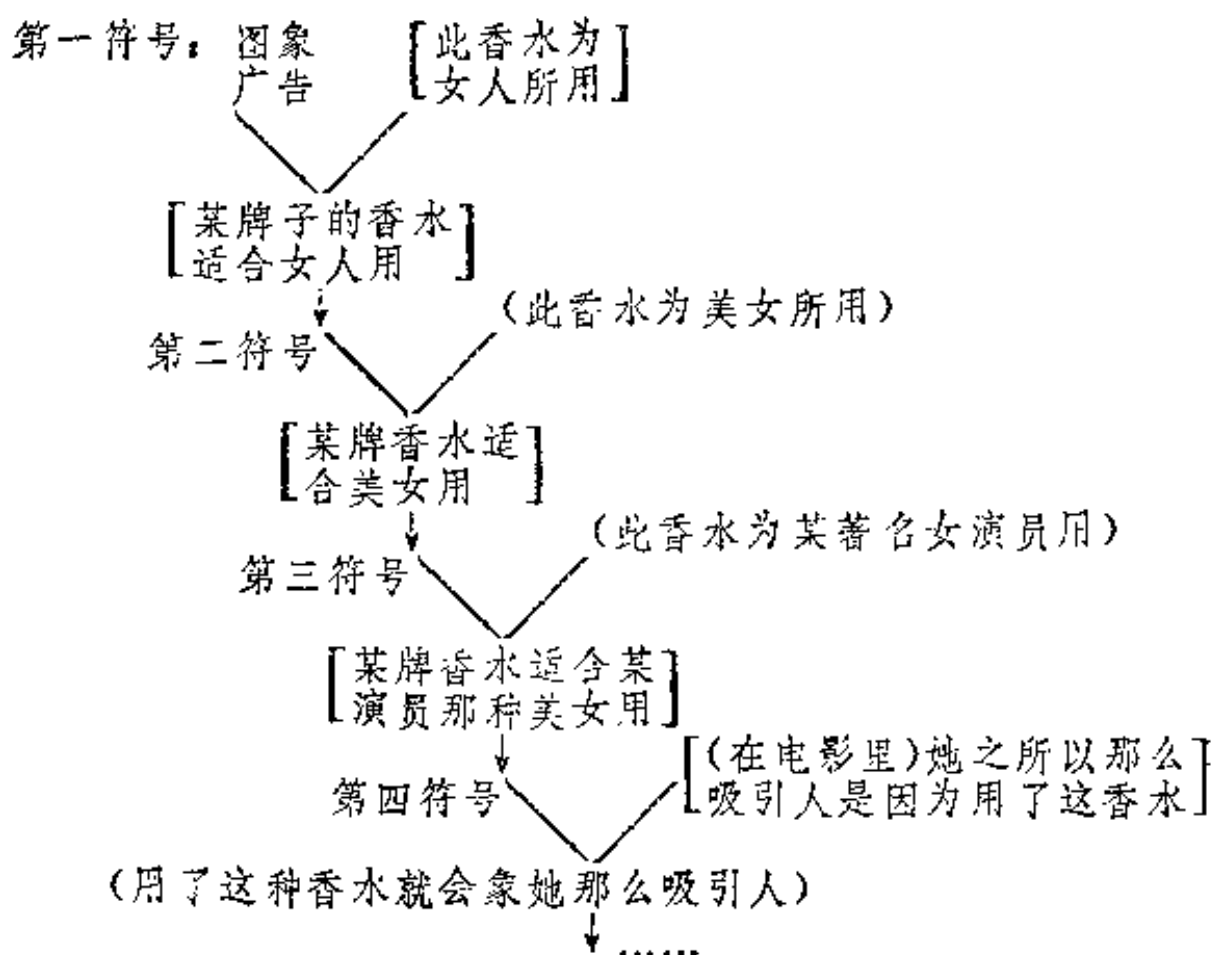 第一符号：图象 [此香水为
广告 女人所用]
[某牌子的香水
适合女人用]
(此香水为美女所用)
第二符号
[某牌香水适
合美女用]
(此香水为某著名女演员用)
第三符号
[某牌香水适合某
演员那种美女用]
[(在电影里)她之所以那么
第四符号 吸引人是因为用了这香水]
(用了这种香水就会象她那么吸引人)
……